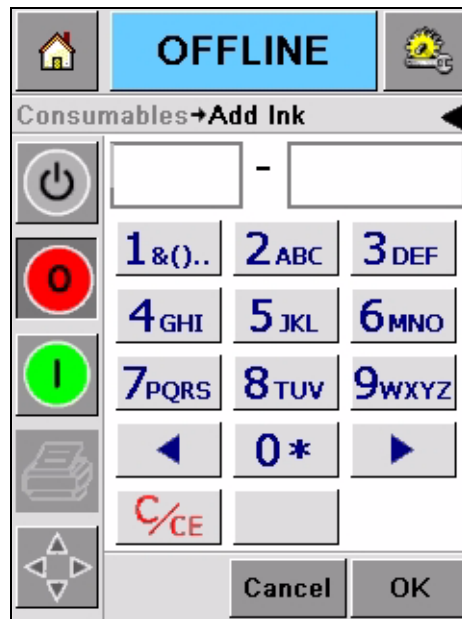 OFFLINE
Consumables→Add Ink
-
1&().. 2ABC 3DEF
O
4GHI 5JKL 6MNO
I
7PQRS 8TUV 9WXYZ
0*
C/CE
Cancel OK